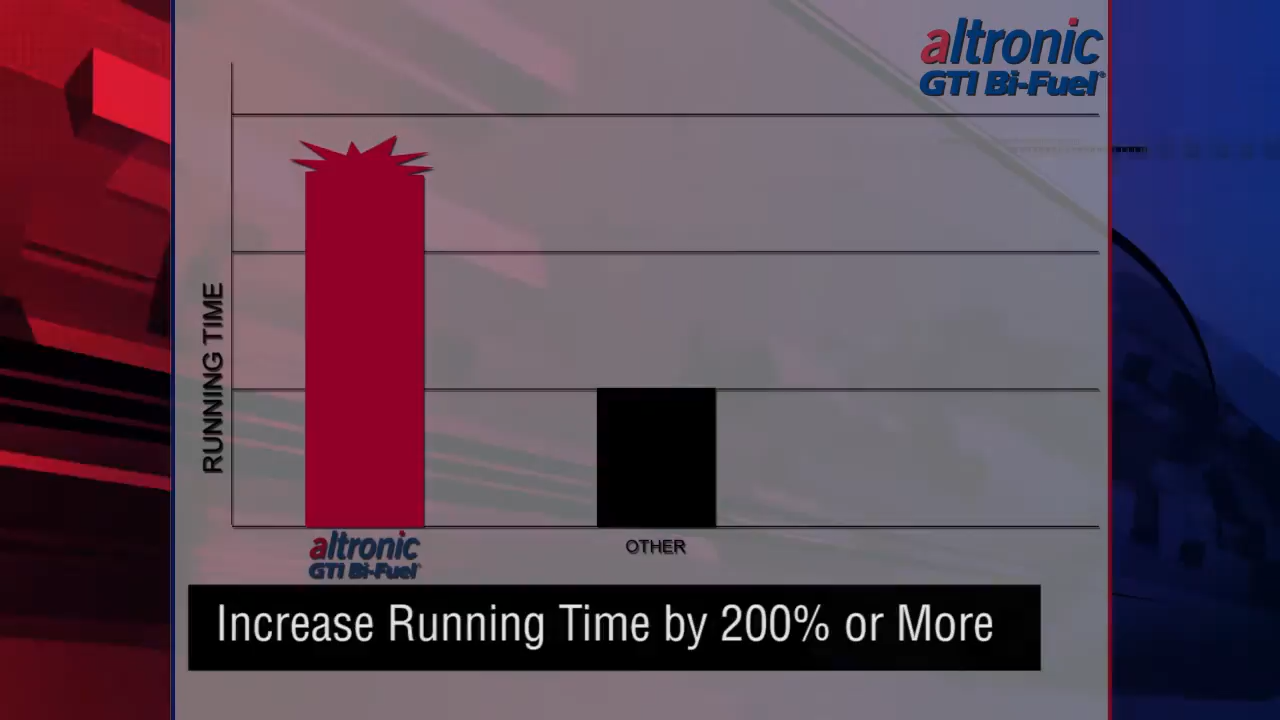 altronic
GTI Bi-Fuel®
RUNNING TIME
altronic
GTI Bi-Fuel®
OTHER
Increase Running Time by 200% or More